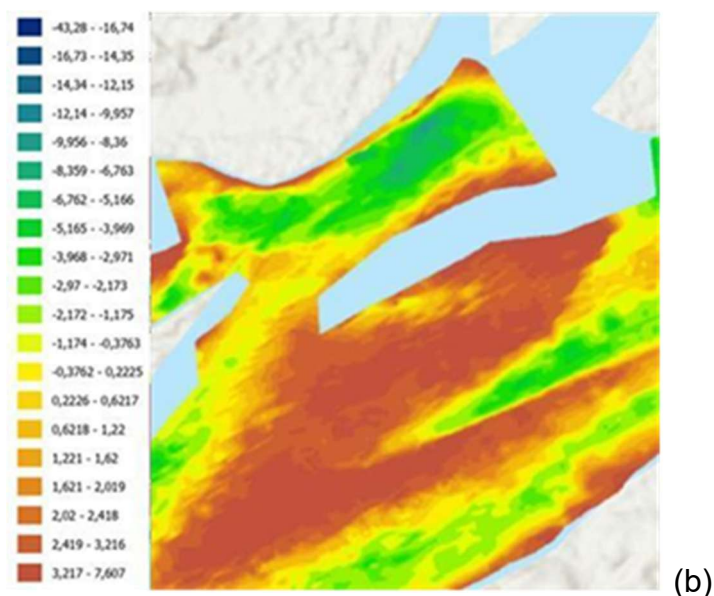 -43,28 - -16,74
-16,73 - -14,35
-14,34 - -12,15
-12,14 - -9,957
-9,956 - -8,36
-8,359 - -6,763
-6,762 - -5,166
-5,165 - -3,969
-3,968 - -2,971
-2,97 - -2,173
-2,172 - -1,175
-1,174 - -0,3763
-0,3762 - 0,2225
0,2226 - 0,6217
0,6218 - 1,22
1,221 - 1,62
1,621 - 2,019
2,02 - 2,418
2,419 - 3,216
3,217 - 7,607
(b)